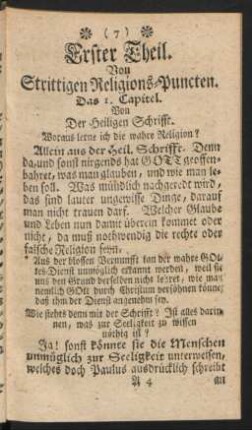 ❊ (7) ❊
Erster Theil.
Von
Strittigen Religions-Puncten.
Das 1. Capitel.
Von
Der Heiligen Schrifft.
Woraus lerne ich die wahre Religion?
Allein aus der Heil. Schrifft. Denn
da und sonst nirgends hat GOTT geoffen-
bahret, was man glauben, und wie man le-
ben soll. Was mündlich nachgeredt wird,
das sind lauter ungewisse Dinge, darauf
man nicht trauen darf. Welcher Glaube
und Leben nun damit überein kommet oder
nicht, da muß nothwendig die rechte oder
falsche Religion seyn.
* Aus der blossen Vernunfft kan der wahre GOt-
tes-Dienst unmöglich erkannt werden, weil sie
uns den Grund derselben nicht lehret, wie man
nemlich GOtt durch Christum versöhnen könne;
daß ihm der Dienst angenehm sey.
Wie stehts denn mit der Schrifft? Ist alles darin-
nen, was zur Seeligkeit zu wissen
nöthig ist?
Ja! sonst könnte sie die Menschen
unmöglich zur Seeligkeit unterweisen,
welches doch Paulus ausdrücklich schreibt
A 4